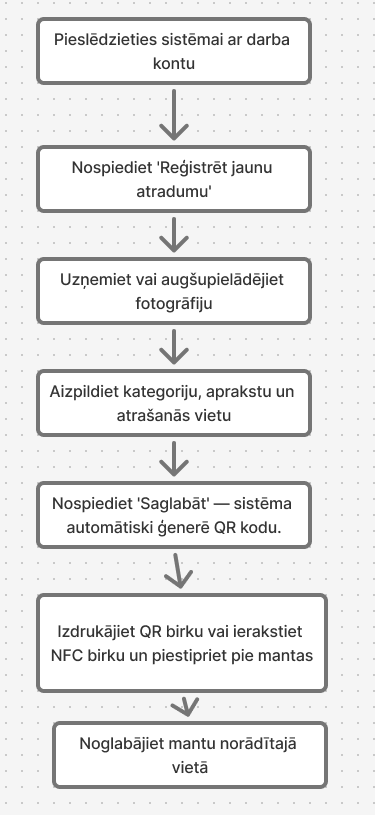 Pieslēdzieties sistēmai ar darba
kontu
Nospiediet 'Reģistrēt jaunu
atradumu'
Uzņemiet vai augšupielādējiet
fotogrāfiju
Aizpildiet kategoriju, aprakstu un
atrašanās vietu
Nospiediet 'Saglabāt' — sistēma
automātiski ģenerē QR kodu.
Izdrukājiet QR birku vai ierakstiet
NFC birku un piestipriet pie mantas
Noglabājiet mantu norādītajā
vietā